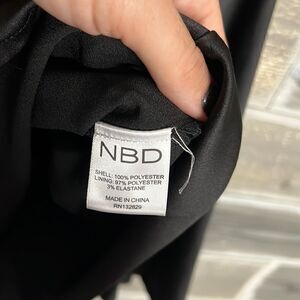 NBD
SHELL: 100% POLYESTER
LINING: 97% POLYESTER
3% ELASTANE
MADE IN CHINA
RN132629